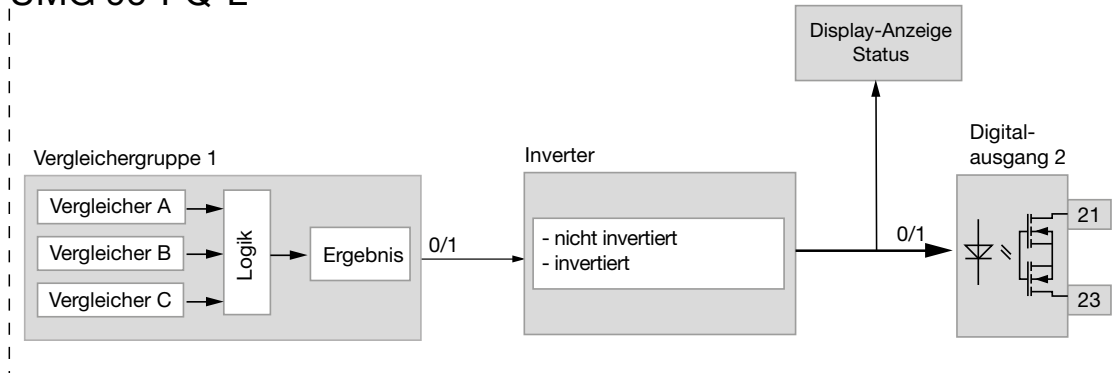 Display-Anzeige
Status
Vergleichergruppe 1
Vergleicher A
Vergleicher B
Vergleicher C
Logik
Ergebnis
0/1
Inverter
- nicht invertiert
- invertiert
0/1
Digital-
ausgang 2
21
23